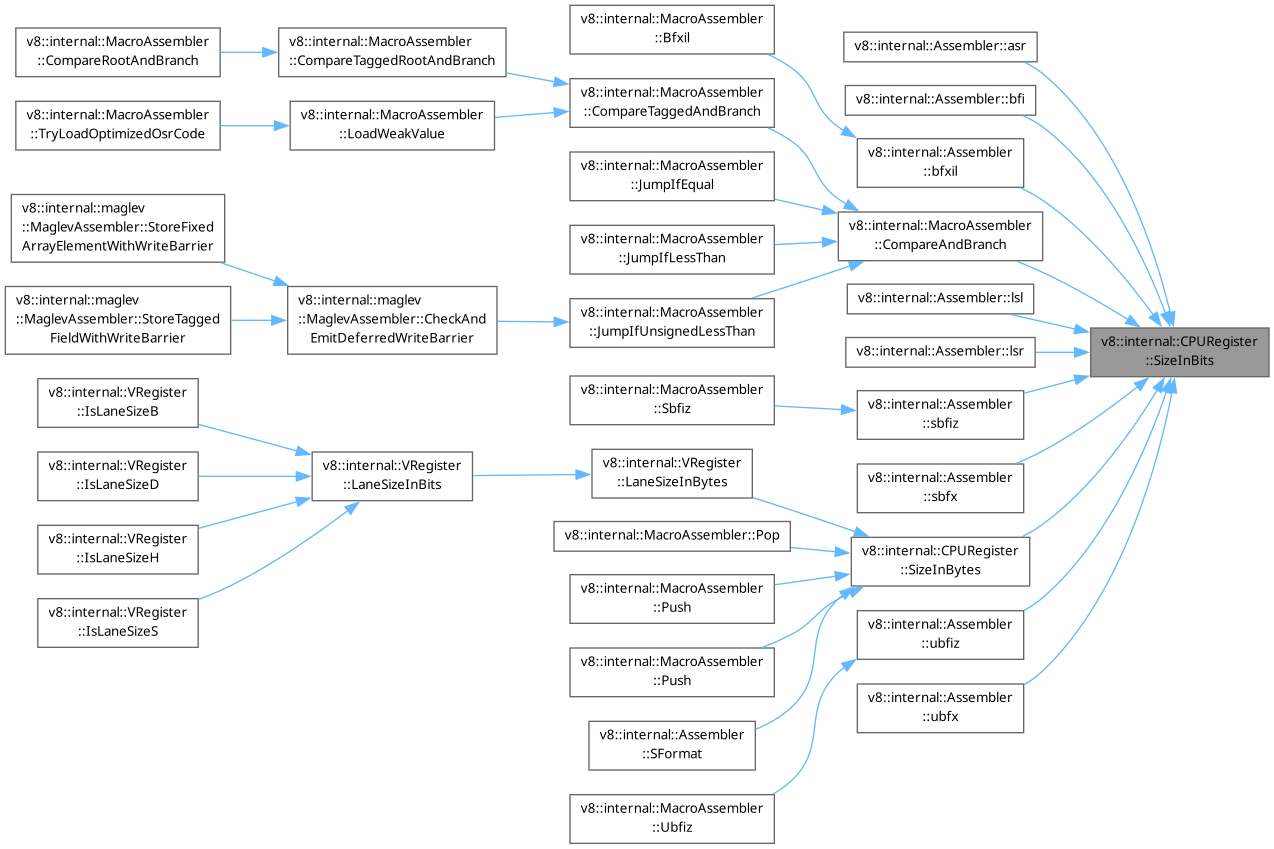 v8::internal::MacroAssembler
::CompareRootAndBranch
v8::internal::MacroAssembler
::TryLoadOptimizedOsrCode
v8::internal::maglev
::MaglevAssembler::StoreFixed
ArrayElementWithWriteBarrier
v8::internal::maglev
::MaglevAssembler::StoreTagged
FieldWithWriteBarrier
v8::internal::VRegister
::IsLaneSizeB
v8::internal::VRegister
::IsLaneSizeD
v8::internal::VRegister
::IsLaneSizeH
v8::internal::VRegister
::IsLaneSizeS
v8::internal::MacroAssembler
::CompareTaggedRootAndBranch
v8::internal::MacroAssembler
::LoadWeakValue
v8::internal::maglev
::MaglevAssembler::CheckAnd
EmitDeferredWriteBarrier
v8::internal::VRegister
::LaneSizeInBits
v8::internal::MacroAssembler
::Bfxil
v8::internal::MacroAssembler
::CompareTaggedAndBranch
v8::internal::MacroAssembler
::JumpIfEqual
v8::internal::MacroAssembler
::JumpIfLessThan
v8::internal::MacroAssembler
::JumpIfUnsignedLessThan
v8::internal::MacroAssembler
::Sbfiz
v8::internal::VRegister
::LaneSizeInBytes
v8::internal::MacroAssembler::Pop
v8::internal::MacroAssembler
::Push
v8::internal::MacroAssembler
::Push
v8::internal::Assembler
::SFormat
v8::internal::MacroAssembler
::Ubfiz
v8::internal::Assembler::asr
v8::internal::Assembler::bfi
v8::internal::Assembler
::bfxil
v8::internal::MacroAssembler
::CompareAndBranch
v8::internal::Assembler::lsl
v8::internal::Assembler::lsr
v8::internal::Assembler
::sbfiz
v8::internal::Assembler
::sbfx
v8::internal::CPURegister
::SizeInBytes
v8::internal::Assembler
::ubfiz
v8::internal::Assembler
::ubfx
v8::internal::CPURegister
::SizeInBits